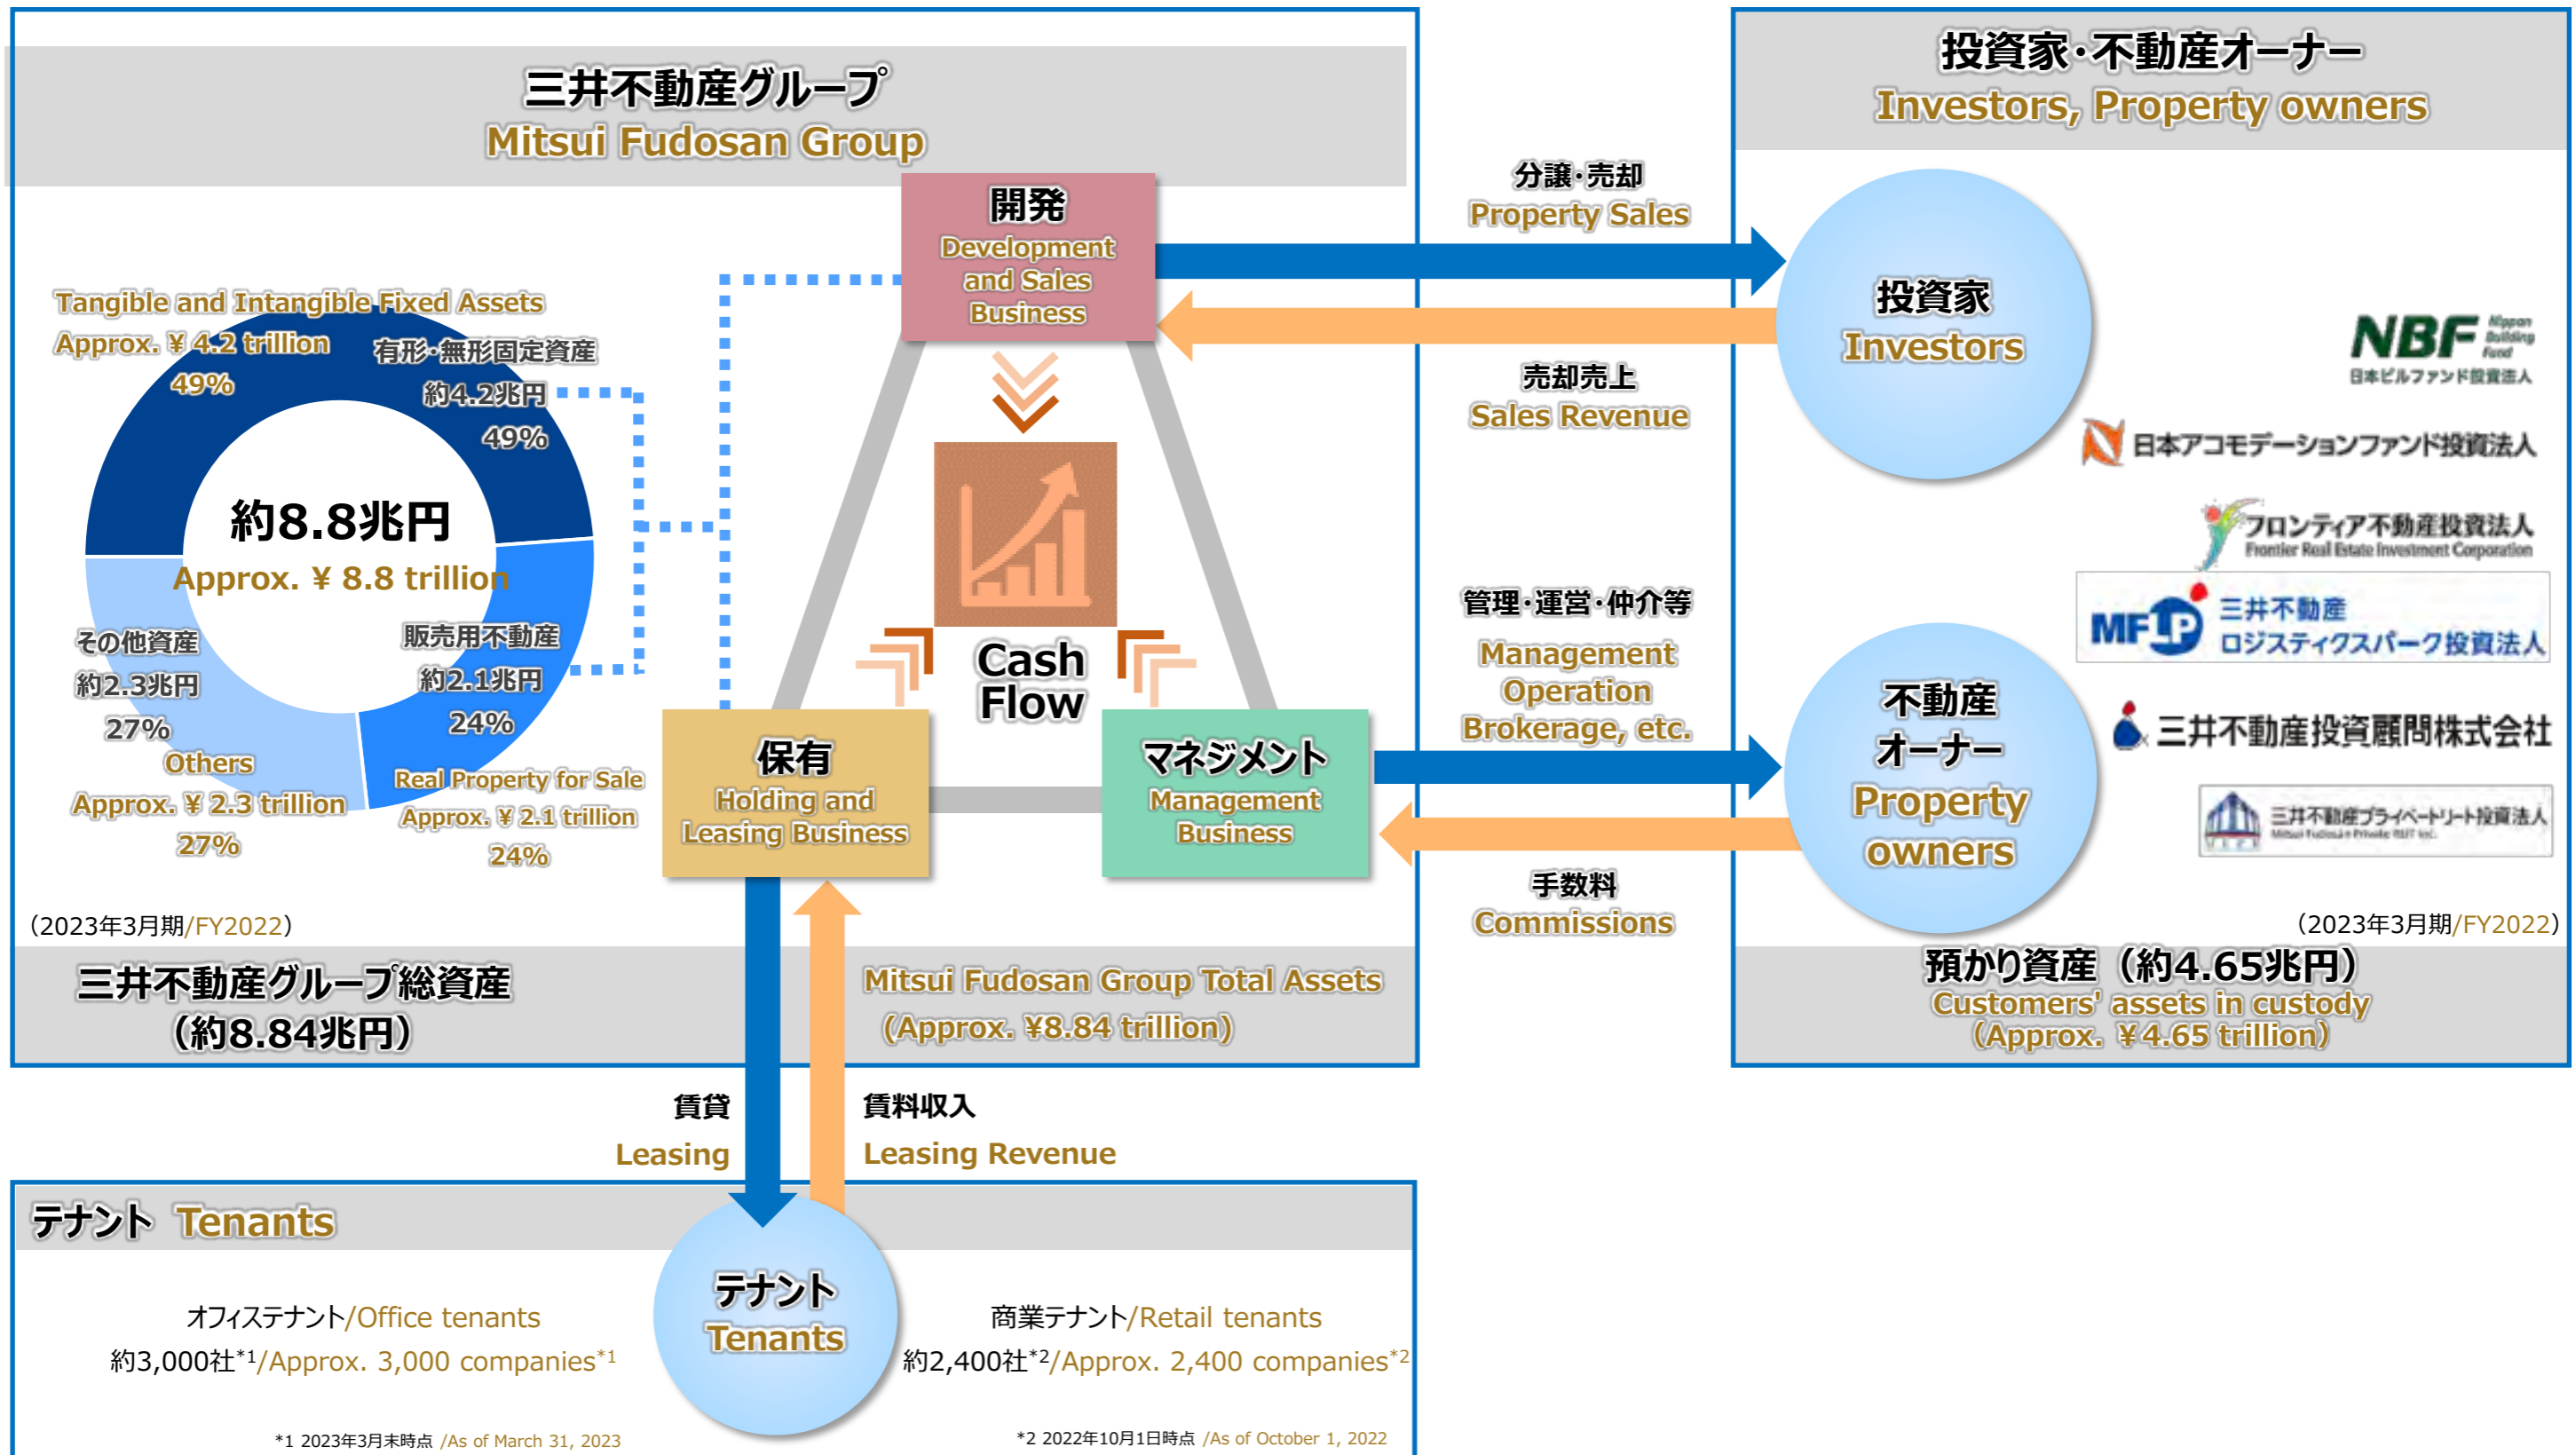 三井不動産グループ
Mitsui Fudosan Group
開発
Development
and Sales
Business
Tangible and Intangible Fixed Assets
Approx. ¥ 4.2 trillion
49%
有形・無形固定資産
約4.2兆円
49%
約8.8兆円
Approx. ¥ 8.8 trillion
その他資産
約2.3兆円
27%
Others
Approx. ¥ 2.3 trillion
27%
販売用不動産
約2.1兆円
24%
Real Property for Sale
Approx. ¥ 2.1 trillion
24%
Cash
Flow
保有
Holding and
Leasing Business
マネジメント
Management
Business
(2023年3月期/FY2022)
三井不動産グループ総資産
(約8.84兆円)
Mitsui Fudosan Group Total Assets
(Approx. ¥8.84 trillion)
分譲・売却
Property Sales
売却売上
Sales Revenue
管理・運営・仲介等
Management
Operation
Brokerage, etc.
手数料
Commissions
投資家・不動産オーナー
Investors, Property owners
投資家
Investors
NBF Nippon
Building
Fund
日本ビルファンド投資法人
日本アコモデーションファンド投資法人
フロンティア不動産投資法人
Frontier Real Estate Investment Corporation
MFLP 三井不動産
ロジスティクスパーク投資法人
三井不動産投資顧問株式会社
三井不動産プライベートリート投資法人
Mitsui Fudosan Private REIT Inc.
不動産
オーナー
Property
owners
(2023年3月期/FY2022)
預かり資産(約4.65兆円)
Customers' assets in custody
(Approx. ¥4.65 trillion)
賃貸
Leasing
賃料収入
Leasing Revenue
テナント Tenants
テナント
Tenants
オフィステナント/Office tenants
約3,000社*1/Approx. 3,000 companies*1
*1 2023年3月末時点 /As of March 31, 2023
商業テナント/Retail tenants
約2,400社*2/Approx. 2,400 companies*2
*2 2022年10月1日時点 /As of October 1, 2022